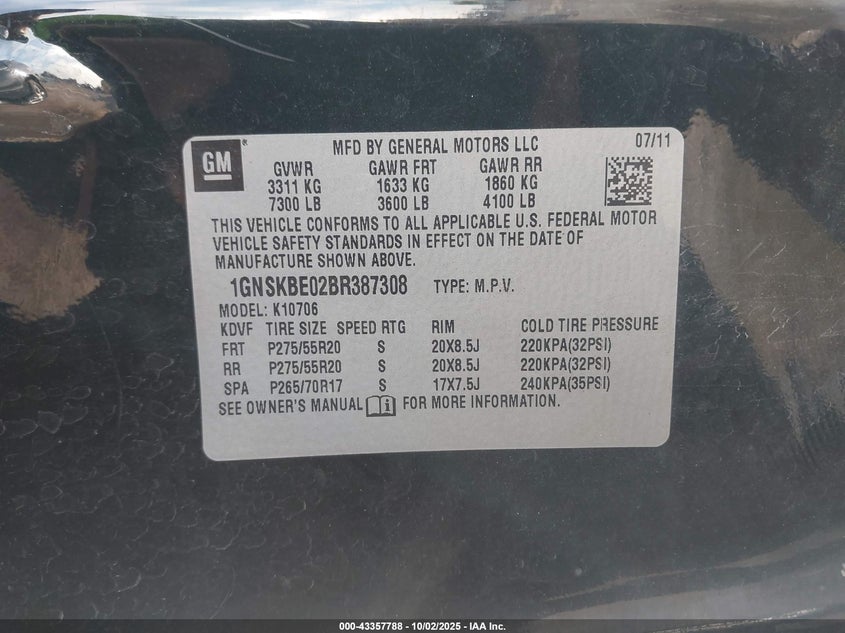 GM
®
MFD BY GENERAL MOTORS LLC 07/11
GVWR GAWR FRT GAWR RR
3311 KG 1633 KG 1860 KG
7300 LB 3600 LB 4100 LB
THIS VEHICLE CONFORMS TO ALL APPLICABLE U.S. FEDERAL MOTOR
VEHICLE SAFETY STANDARDS IN EFFECT ON THE DATE OF
MANUFACTURE SHOWN ABOVE.
1GNSKBE02BR387308 TYPE: M.P.V.
MODEL: K10706
KDVF TIRE SIZE SPEED RTG RIM COLD TIRE PRESSURE
FRT P275/55R20 S 20X8.5J 220KPA(32PSI)
RR P275/55R20 S 20X8.5J 220KPA(32PSI)
SPA P265/70R17 S 17X7.5J 240KPA(35PSI)
SEE OWNER'S MANUAL i FOR MORE INFORMATION.
000-43357788 - 10/02/2025 - IAA Inc.